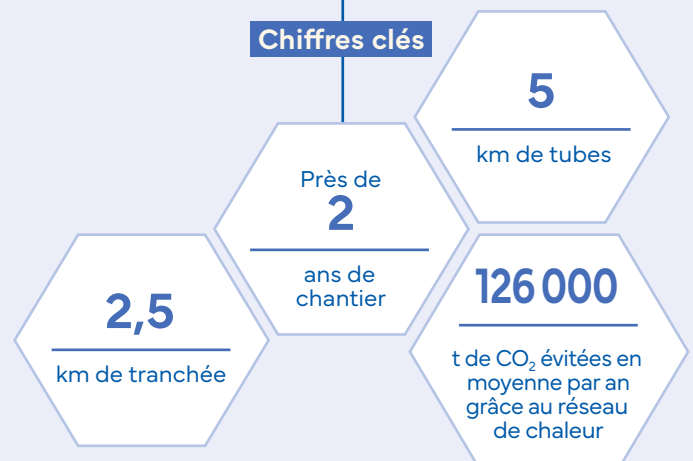 Chiffres clés
5
km de tubes
Près de
2
ans de
chantier
2,5
km de tranchée
126 000
t de CO₂ évitées en
moyenne par an
grâce au réseau
de chaleur